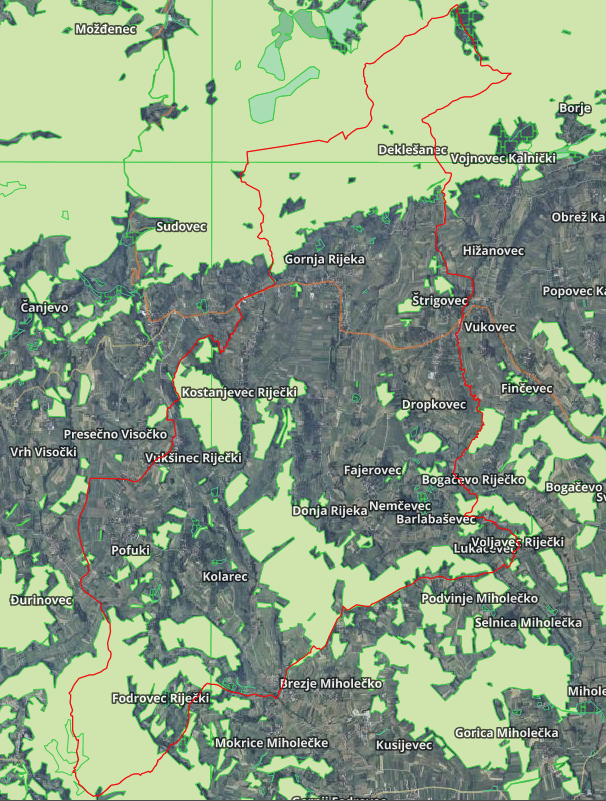 Možđenec
Borje
Deklešanec
Vojnovec Kalnički
Obrež Ka
Sudovec
Hižanovec
Gornja Rijeka
Popovec Ka
Čanjevo
Štrigovec
Vukovec
Kostanjevec Riječki
Finčevec
Dropkovec
Presečno Visočko
Vrh Visočki
Vukšinec Riječki
Fajerovec
Bogačevo Riječko
Bogačevo
Nemčevec
Donja Rijeka
Barlabaševec
Voljavec Riječki
Lukačevec
Pofuki
Kolarec
Đurinovec
Podvinje Miholečko
Selnica Miholečka
Brezje Miholečko
Mihole
Fodrovec Riječki
Gorica Miholečka
Mokrice Miholečke
Kusijevec